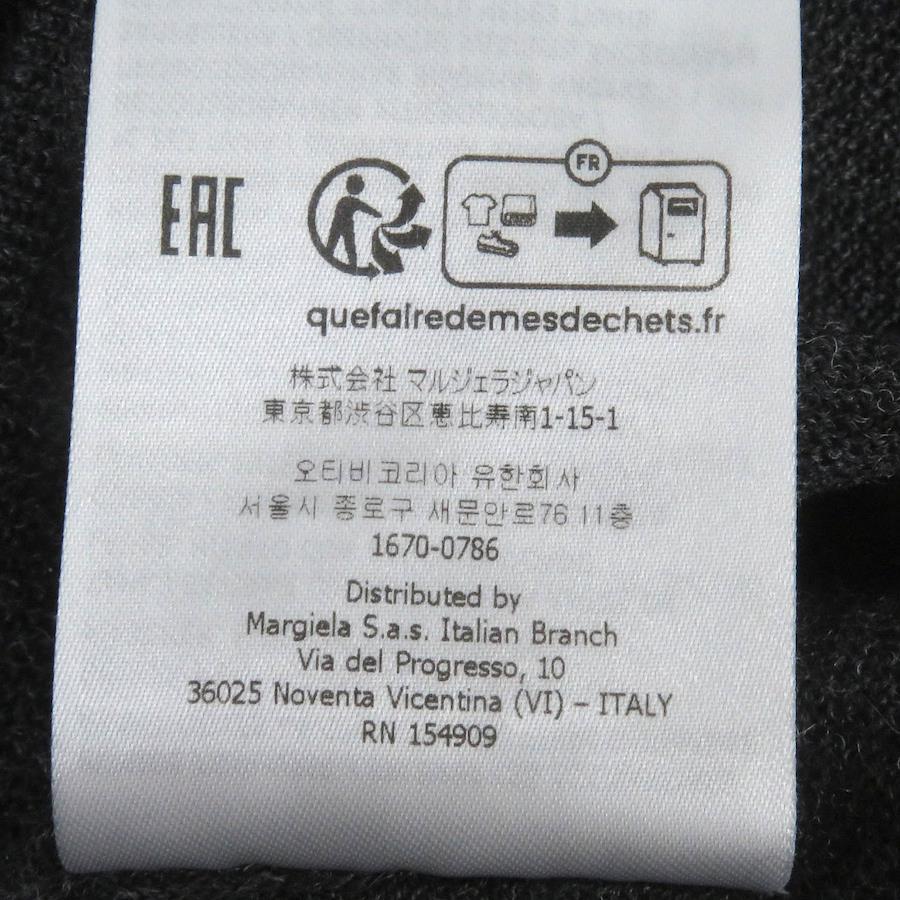 EAC
FR
quefairedemesdechets.fr
株式会社 マルジェラジャパン
東京都渋谷区恵比寿南1-15-1
오티비코리아 유한회사
서울시 종로구 새문안로76 11층
1670-0786
Distributed by
Margiela S.a.s. Italian Branch
Via del Progresso, 10
36025 Noventa Vicentina (VI) – ITALY
RN 154909